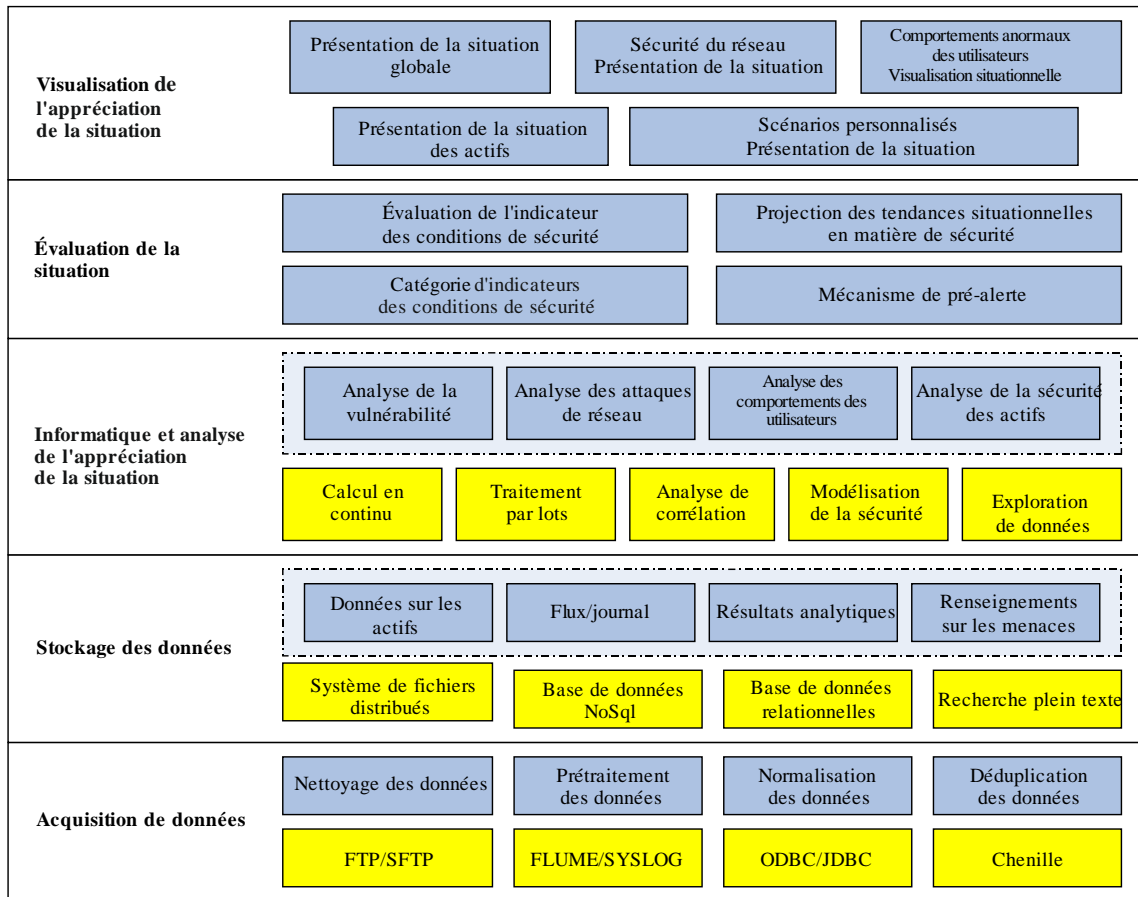 Visualisation de
l'appréciation
de la situation
Présentation de la situation
globale
Sécurité du réseau
Présentation de la situation
Comportements anormaux
des utilisateurs
Visualisation situationnelle
Présentation de la situation
des actifs
Scénarios personnalisés
Présentation de la situation
Évaluation de la
situation
Évaluation de l'indicateur
des conditions de sécurité
Projection des tendances situationnelles
en matière de sécurité
Catégorie d'indicateurs
des conditions de sécurité
Mécanisme de pré-alerte
Informatique et analyse
de l'appréciation
de la situation
Analyse de la
vulnérabilité
Analyse des attaques
de réseau
Analyse des
comportements des
utilisateurs
Analyse de la sécurité
des actifs
Calcul en
continu
Traitement
par lots
Analyse de
corrélation
Modélisation
de la sécurité
Exploration
de données
Stockage des données
Données sur les
actifs
Flux/journal
Résultats analytiques
Renseignements
sur les menaces
Système de fichiers
distribués
Base de données
NoSql
Base de données
relationnelles
Recherche plein texte
Acquisition de données
Nettoyage des données
Prétraitement
des données
Normalisation
des données
Déduplication
des données
FTP/SFTP
FLUME/SYSLOG
ODBC/JDBC
Chenille